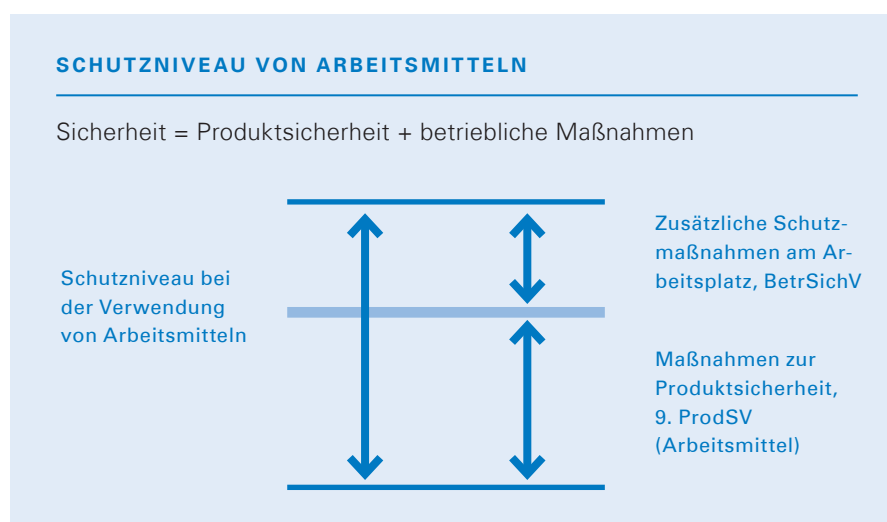 SCHUTZNIVEAU VON ARBEITSMITTELN
Sicherheit = Produktsicherheit + betriebliche Maßnahmen
Schutzniveau bei
der Verwendung
von Arbeitsmitteln
Zusätzliche Schutz-
maßnahmen am Ar-
beitsplatz, BetrSichV
Maßnahmen zur
Produktsicherheit,
9. ProdSV
(Arbeitsmittel)